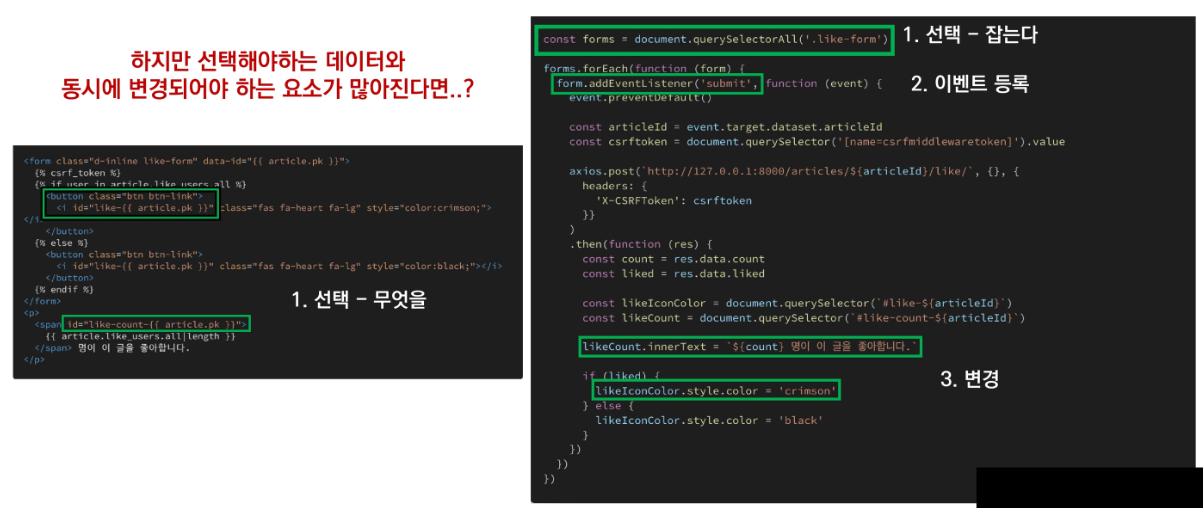 하지만 선택해야하는 데이터와
동시에 변경되어야 하는 요소가 많아진다면..?
<form class="d-inline like-form" data-id="{{ article.pk }}">
{% csrf_token %}
{% if user in article.like_users.all %}
<button class="btn btn-link">
<i id="like-{{ article.pk }}" class="fas fa-heart fa-lg" style="color:crimson;">
</i>
</button>
{% else %}
<button class="btn btn-link">
<i id="like-{{ article.pk }}" class="fas fa-heart fa-lg" style="color:black;"></i>
</button>
{% endif %}
</form>
<p>
<span id="like-count-{{ article.pk }}">
{{ article.like_users.all|length }}
</span> 명이 이 글을 좋아합니다.
</p>
1. 선택 – 무엇을
const forms = document.querySelectorAll('.like-form')
1. 선택 – 잡는다
forms.forEach(function (form) {
form.addEventListener('submit', function (event) {
2. 이벤트 등록
event.preventDefault()
const articleId = event.target.dataset.articleId
const csrftoken = document.querySelector('[name=csrfmiddlewaretoken]').value
axios.post(`http://127.0.0.1:8000/articles/${articleId}/like/`, {}, {
headers: {
'X-CSRFToken': csrftoken
}}
)
.then(function (res) {
const count = res.data.count
const liked = res.data.liked
const likeIconColor = document.querySelector(`#like-${articleId}`)
const likeCount = document.querySelector(`#like-count-${articleId}`)
likeCount.innerText = `${count} 명이 이 글을 좋아합니다.`
if (liked) {
3. 변경
likeIconColor.style.color = 'crimson'
} else {
likeIconColor.style.color = 'black'
}
})
})
})